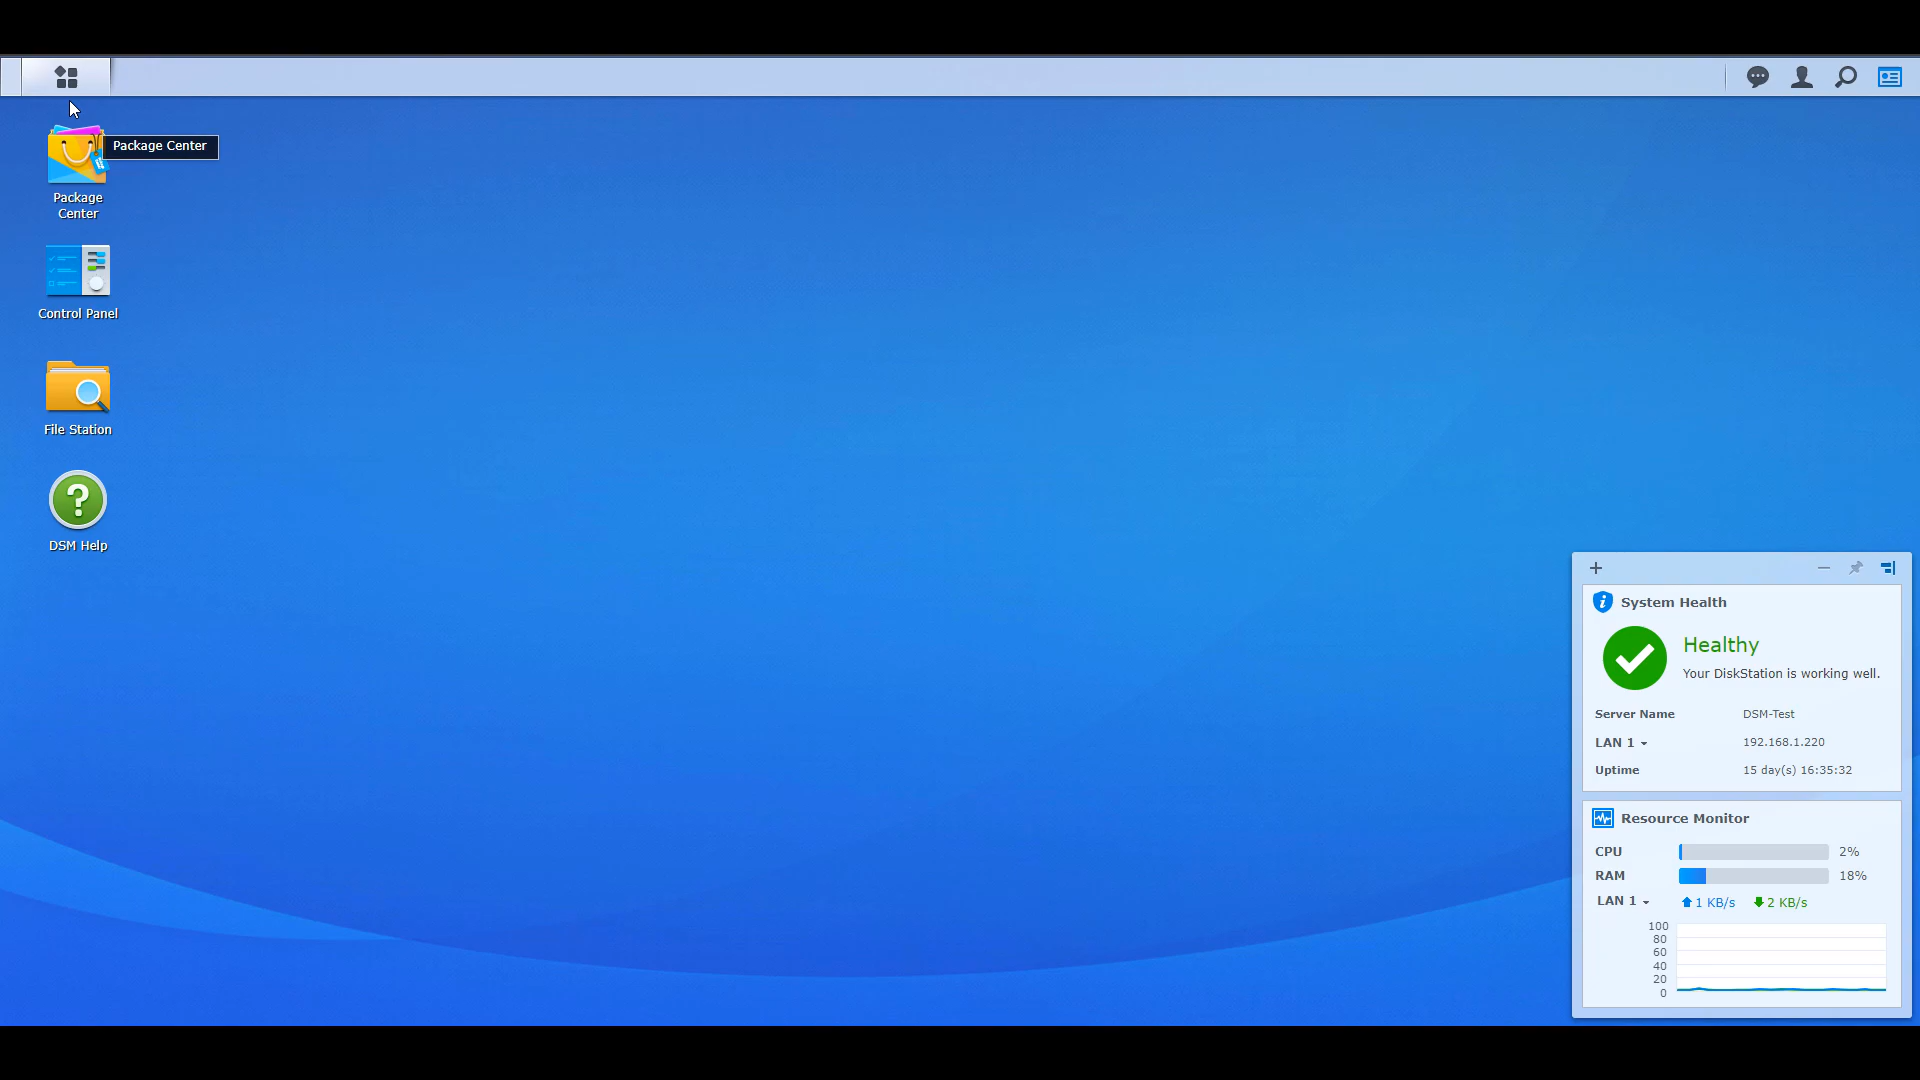 Package Center
Package
Center
Control Panel
File Station
?
DSM Help
System Health
Healthy
Your DiskStation is working well.
Server Name DSM-Test
LAN 1 192.168.1.220
Uptime 15 day(s) 16:35:32
Resource Monitor
CPU 2%
RAM 18%
LAN 1 1 KB/s 2 KB/s
100
80
60
40
20
0